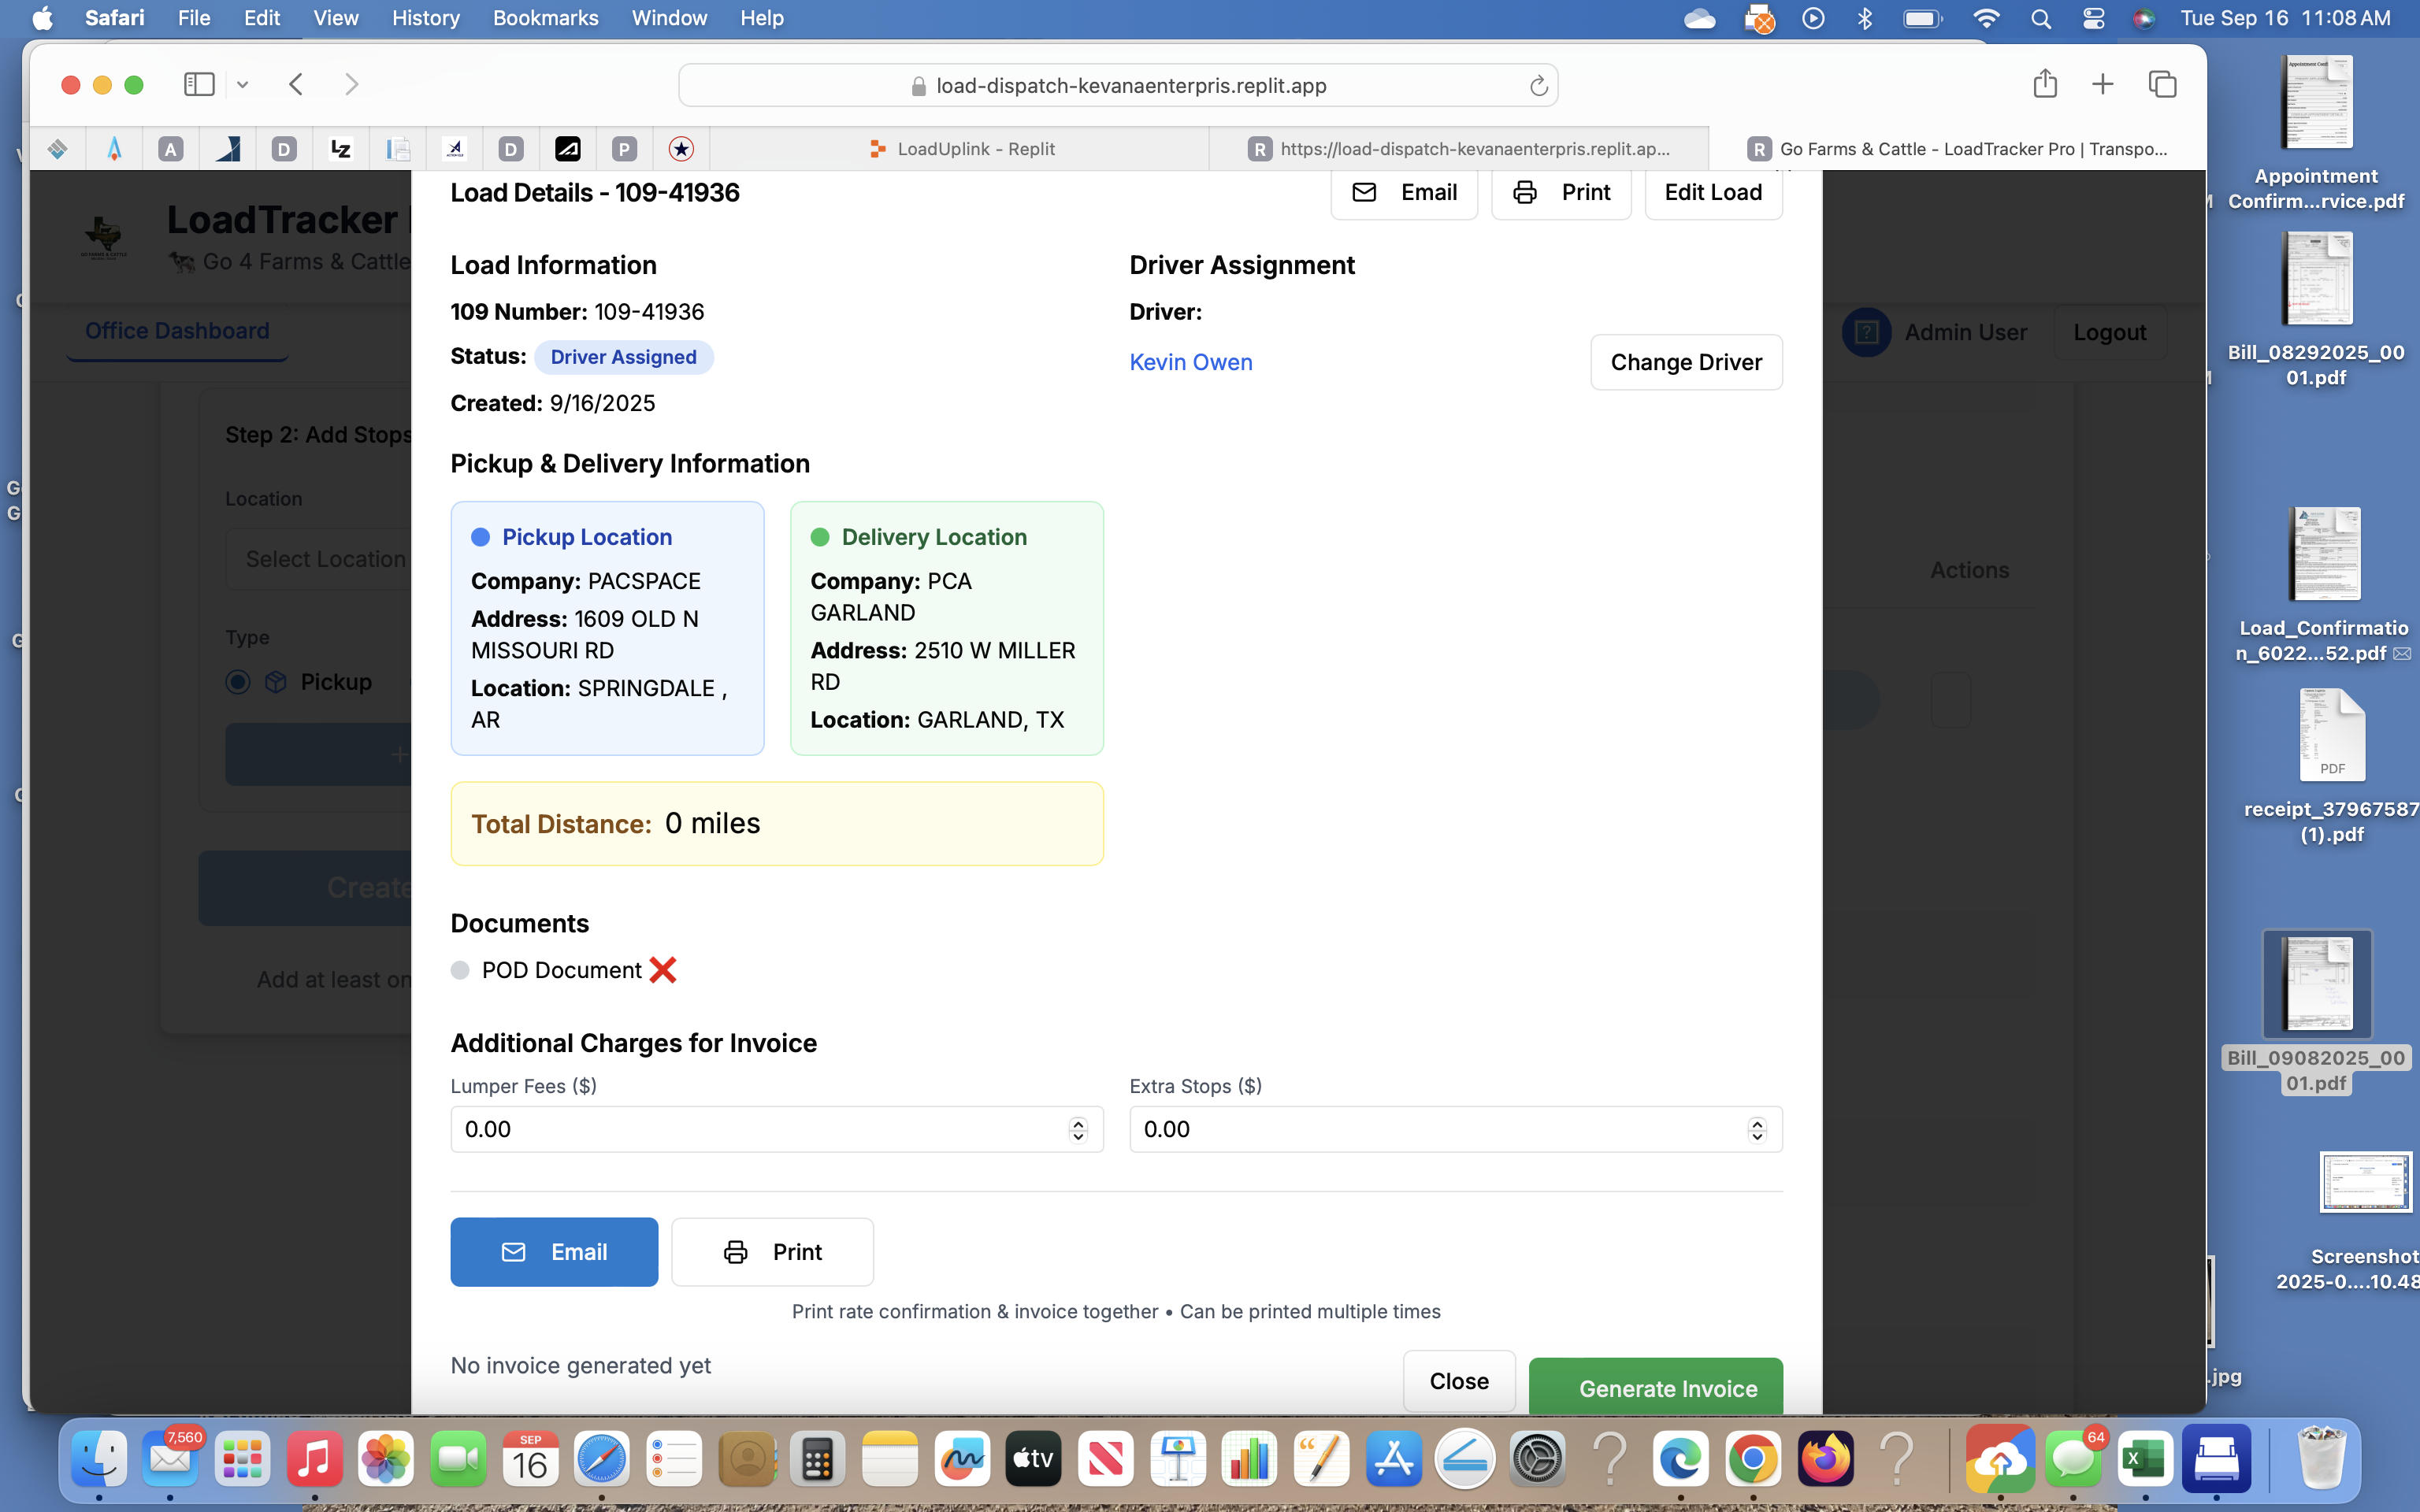 Safari File Edit View History Bookmarks Window Help Tue Sep 16 11:08 AM
load-dispatch-kevanaenterpris.replit.app
A D LZ D P LoadUplink - Replit R https://load-dispatch-kevanaenterpris.replit.ap... R Go Farms & Cattle - LoadTracker Pro | Transpo...
LoadTracker
Go 4 Farms & Cattle
Office Dashboard
Admin User Logout
Step 2: Add Stops
Location
Select Location
Type
Pickup
+
Create
Add at least on
Actions
Load Details - 109-41936
Email Print Edit Load
Load Information
109 Number: 109-41936
Status: Driver Assigned
Created: 9/16/2025
Driver Assignment
Driver:
Kevin Owen
Change Driver
Pickup & Delivery Information
Pickup Location
Company: PACSPACE
Address: 1609 OLD N
MISSOURI RD
Location: SPRINGDALE ,
AR
Delivery Location
Company: PCA
GARLAND
Address: 2510 W MILLER
RD
Location: GARLAND, TX
Total Distance: 0 miles
Documents
POD Document ❌
Additional Charges for Invoice
Lumper Fees ($)
0.00
Extra Stops ($)
0.00
Email Print
Print rate confirmation & invoice together • Can be printed multiple times
No invoice generated yet
Close Generate Invoice
Appointment
Confirm...rvice.pdf
Bill_08292025_00
01.pdf
Load_Confirmatio
n_6022...52.pdf
PDF
receipt_37967587
(1).pdf
Bill_09082025_00
01.pdf
Screenshot
2025-0....10.48
.jpg
7,560
SEP
16
tv
64